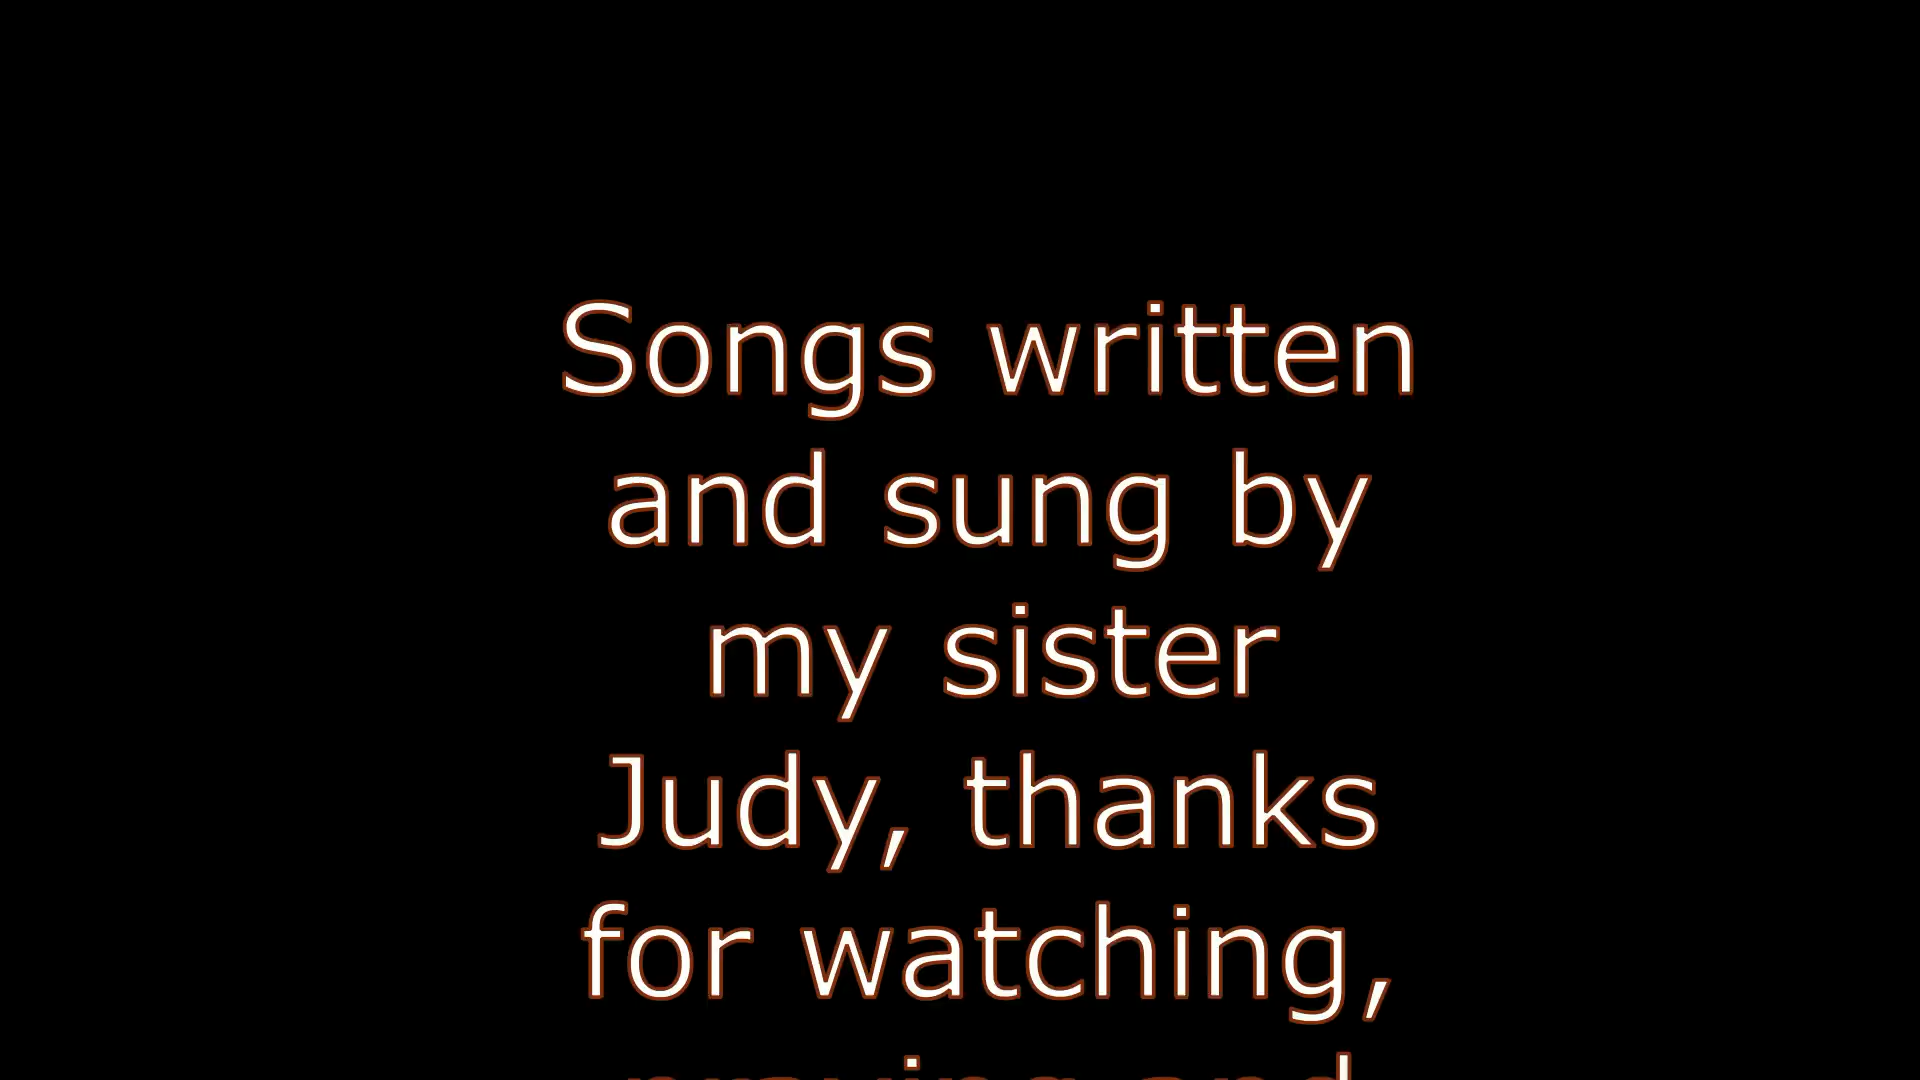 Songs written
and sung by
my sister
Judy, thanks
for watching,